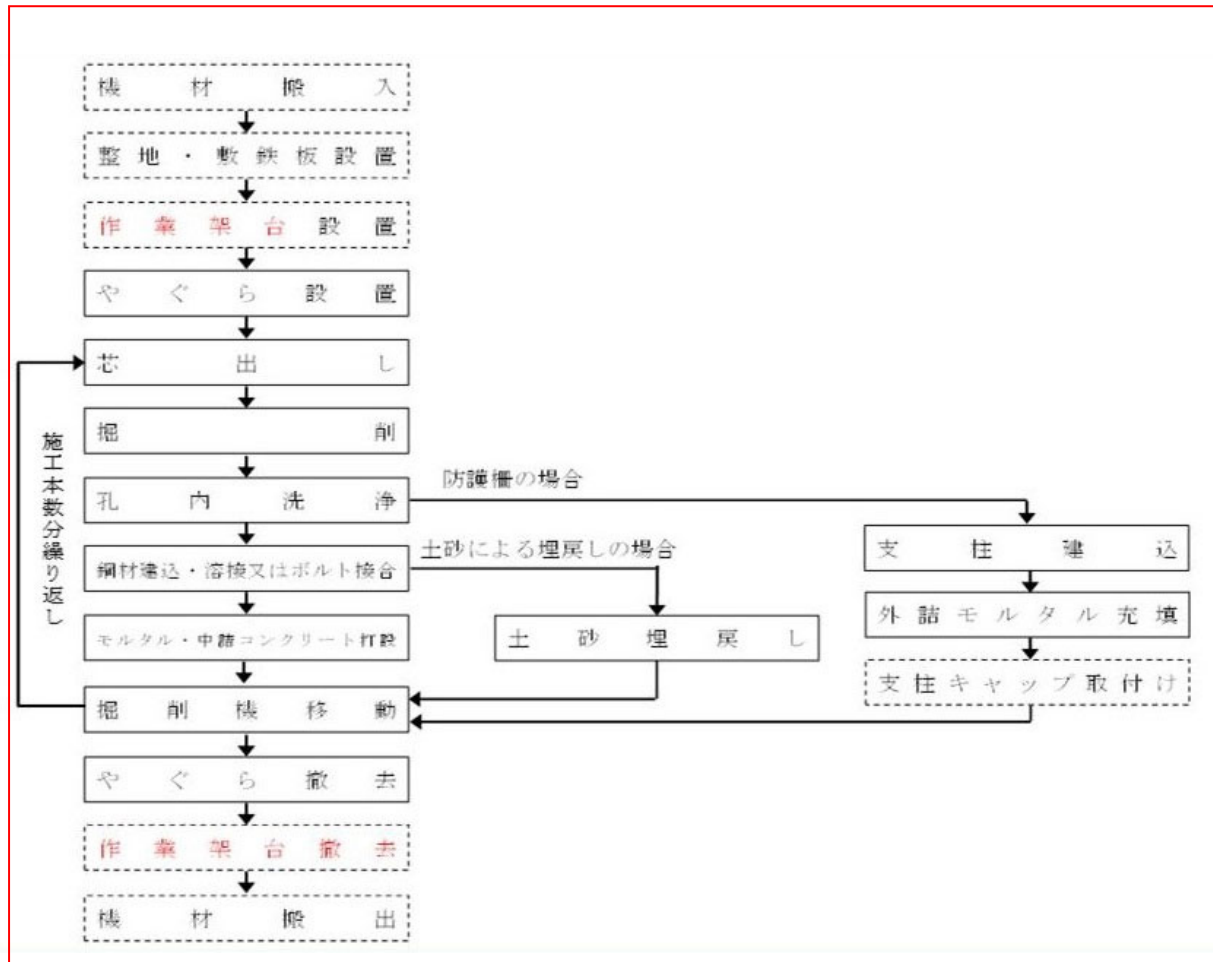 機材搬入
整地・敷鉄板設置
作業架台設置
やぐら設置
芯出し
掘削
孔内洗浄
鋼材建込・溶接又はボルト接合
モルタル・中詰コンクリート打設
掘削機移動
やぐら撤去
作業架台撤去
機材搬出
施工本数分繰り返し
土砂による埋戻しの場合
土砂埋戻し
防護柵の場合
支柱建込
外詰モルタル充填
支柱キャップ取付け